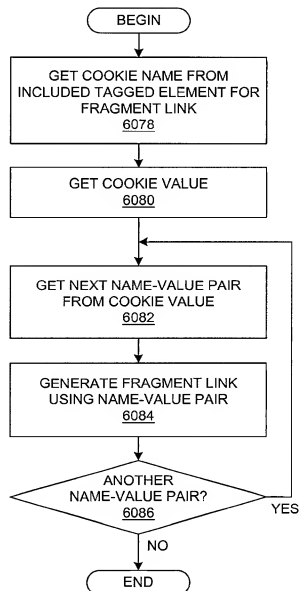 BEGIN
GET COOKIE NAME FROM
INCLUDED TAGGED ELEMENT FOR
FRAGMENT LINK
6078
GET COOKIE VALUE
6080
GET NEXT NAME-VALUE PAIR
FROM COOKIE VALUE
6082
GENERATE FRAGMENT LINK
USING NAME-VALUE PAIR
6084
ANOTHER
NAME-VALUE PAIR?
6086
YES
NO
END